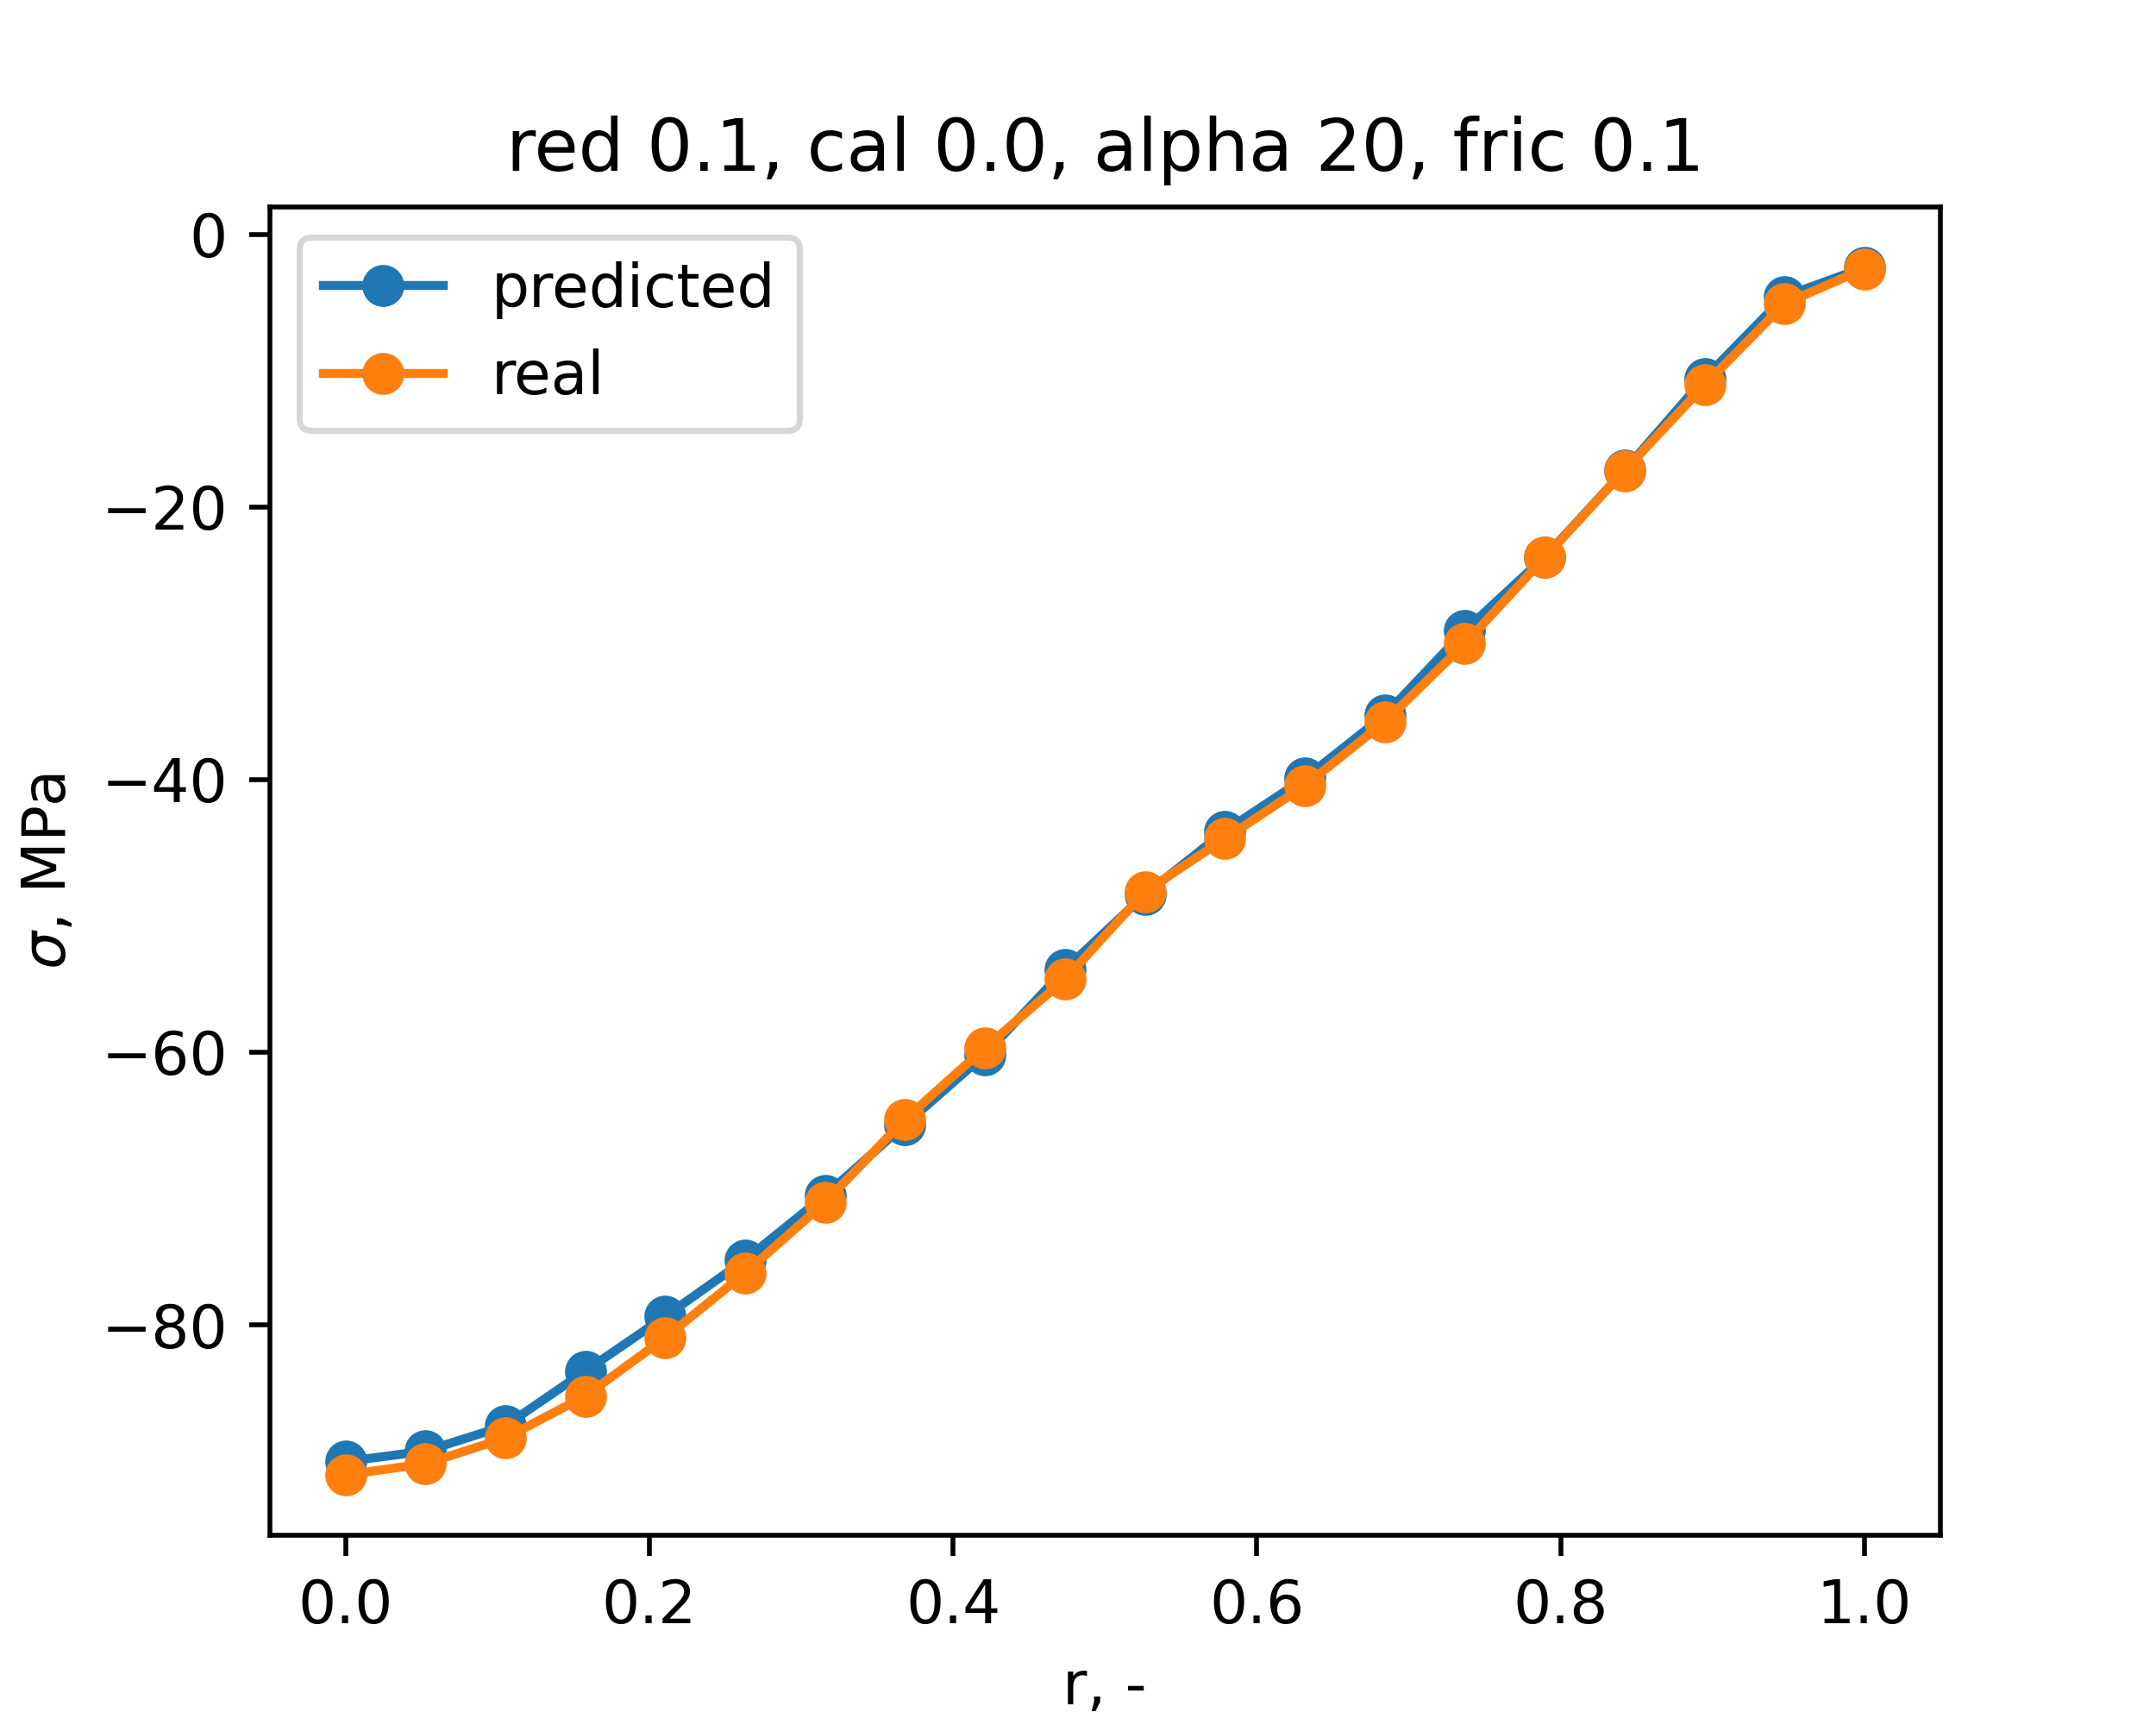 red 0.1, cal 0.0, alpha 20, fric 0.1
predicted
real
0
−20
−40
−60
−80
σ, MPa
0.0 0.2 0.4 0.6 0.8 1.0
r, -